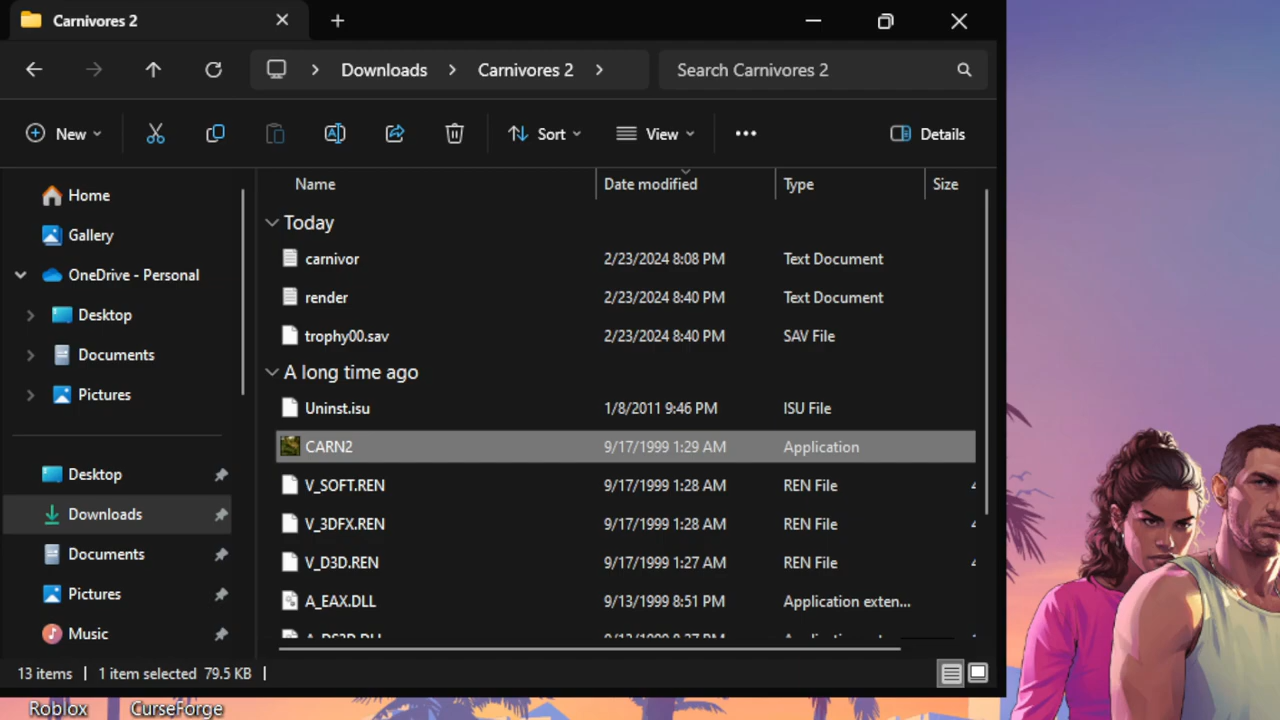 Carnivores 2
Downloads
Carnivores 2
Search Carnivores 2
New
Sort
View
Details
Home
Gallery
OneDrive - Personal
Desktop
Documents
Pictures
Desktop
Downloads
Documents
Pictures
Music
Name Date modified Type Size
Today
carnivor 2/23/2024 8:08 PM Text Document
render 2/23/2024 8:40 PM Text Document
trophy00.sav 2/23/2024 8:40 PM SAV File
A long time ago
Uninst.isu 1/8/2011 9:46 PM ISU File
CARN2 9/17/1999 1:29 AM Application
V_SOFT.REN 9/17/1999 1:28 AM REN File
V_3DFX.REN 9/17/1999 1:28 AM REN File
V_D3D.REN 9/17/1999 1:27 AM REN File
A_EAX.DLL 9/13/1999 8:51 PM Application exten...
13 items 1 item selected 79.5 KB
Roblox CurseForge